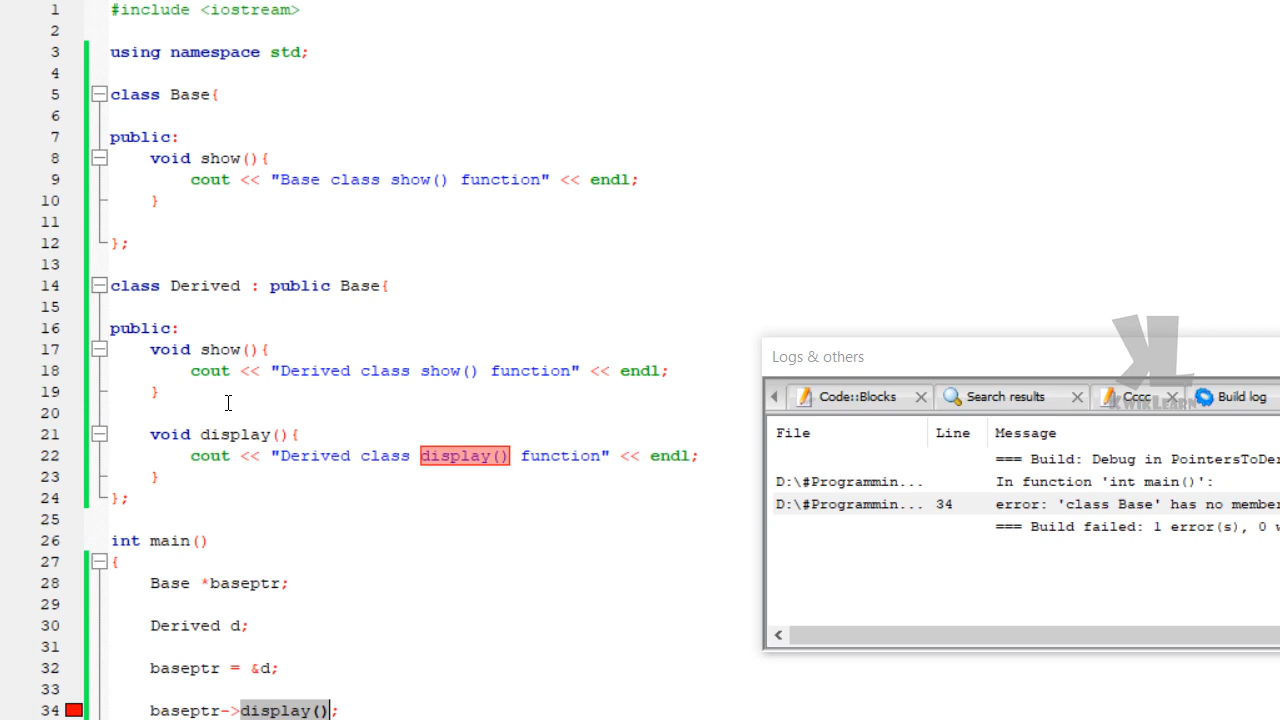 1 #include <iostream>
2
3 using namespace std;
4
5 class Base{
6
7 public:
8 void show(){
9 cout << "Base class show() function" << endl;
10 }
11
12 };
13
14 class Derived : public Base{
15
16 public:
17 void show(){
18 cout << "Derived class show() function" << endl;
19 }
20
21 void display(){
22 cout << "Derived class display() function" << endl;
23 }
24 };
25
26 int main()
27 {
28 Base *baseptr;
29
30 Derived d;
31
32 baseptr = &d;
33
34 baseptr->display();
Logs & others
Code::Blocks Search results Cccc Build log
KWIKLEARN
File Line Message
=== Build: Debug in PointersToDer
D:\#Programmin... In function 'int main()':
D:\#Programmin... 34 error: 'class Base' has no member
=== Build failed: 1 error(s), 0 w